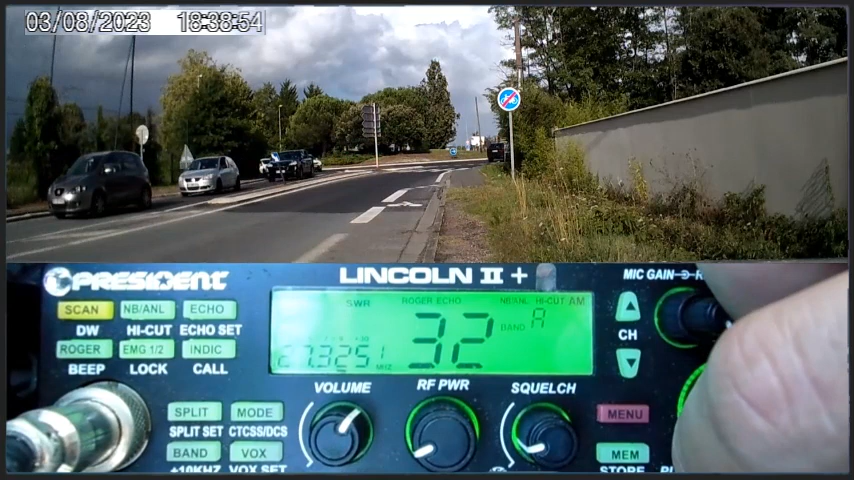 03/08/2023 18:38:54
PRESIDENT LINCOLN II + MIC GAIN
SCAN NB/ANL ECHO
DW HI-CUT ECHO SET
ROGER EMG 1/2 INDIC
BEEP LOCK CALL
SWR ROGER ECHO NB/ANL HI-CUT AM
32 BAND A
27.3251 MHZ
CH
VOLUME RF PWR SQUELCH
SPLIT MODE
SPLIT SET CTCSS/DCS
BAND VOX
+10KHZ VOX SET
MENU
MEM
STORE